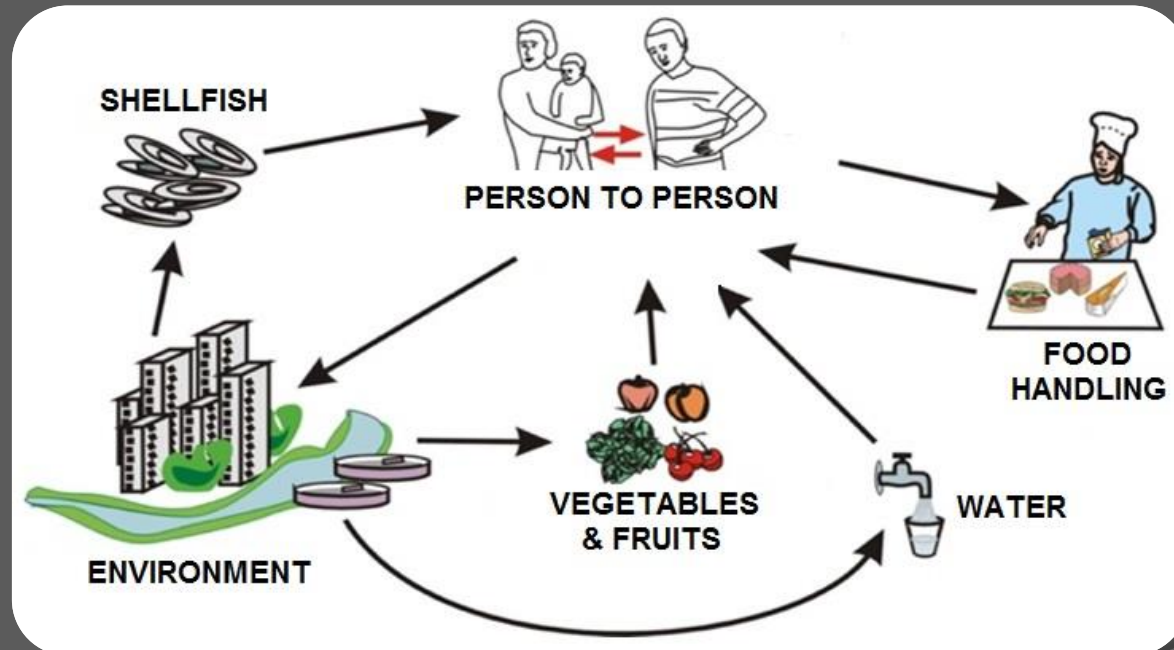 SHELLFISH
PERSON TO PERSON
FOOD
HANDLING
VEGETABLES
& FRUITS
WATER
ENVIRONMENT